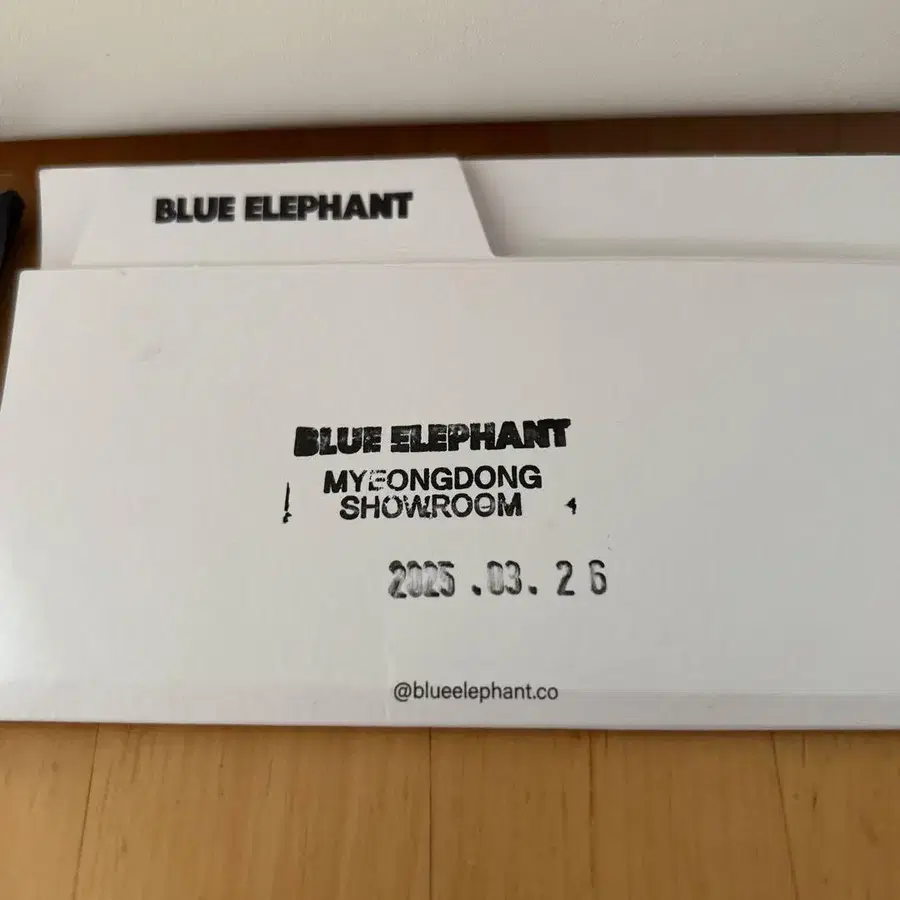 BLUE ELEPHANT
BLUE ELEPHANT
MYEONGDONG
SHOWROOM
2025.03.26
@blueelephant.co